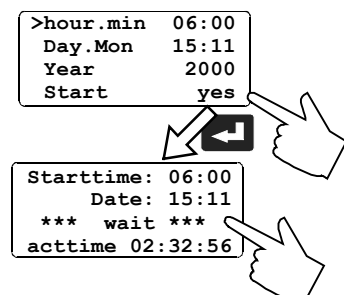 >hour.min 06:00
Day.Mon 15:11
Year 2000
Start yes
Starttime: 06:00
Date: 15:11
*** wait ***
acttime 02:32:56